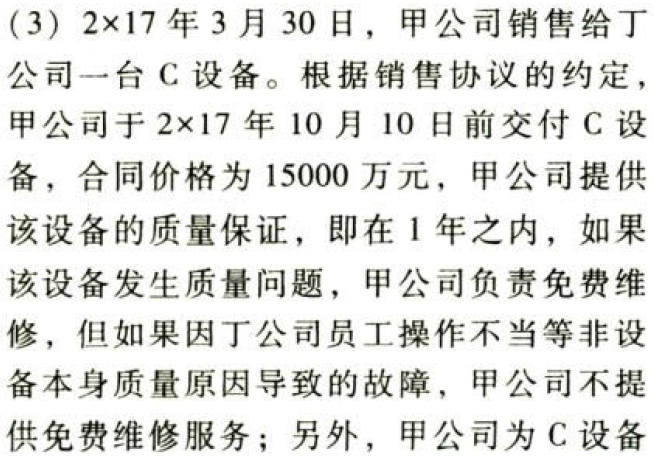 (3) 2×17 年 3 月 30 日，甲公司销售给丁
公司一台 C 设备。根据销售协议的约定，
甲公司于 2×17 年 10 月 10 日前交付 C 设
备，合同价格为 15000 万元，甲公司提供
该设备的质量保证，即在 1 年之内，如果
该设备发生质量问题，甲公司负责免费维
修，但如果因丁公司员工操作不当等非设
备本身质量原因导致的故障，甲公司不提
供免费维修服务；另外，甲公司为 C 设备